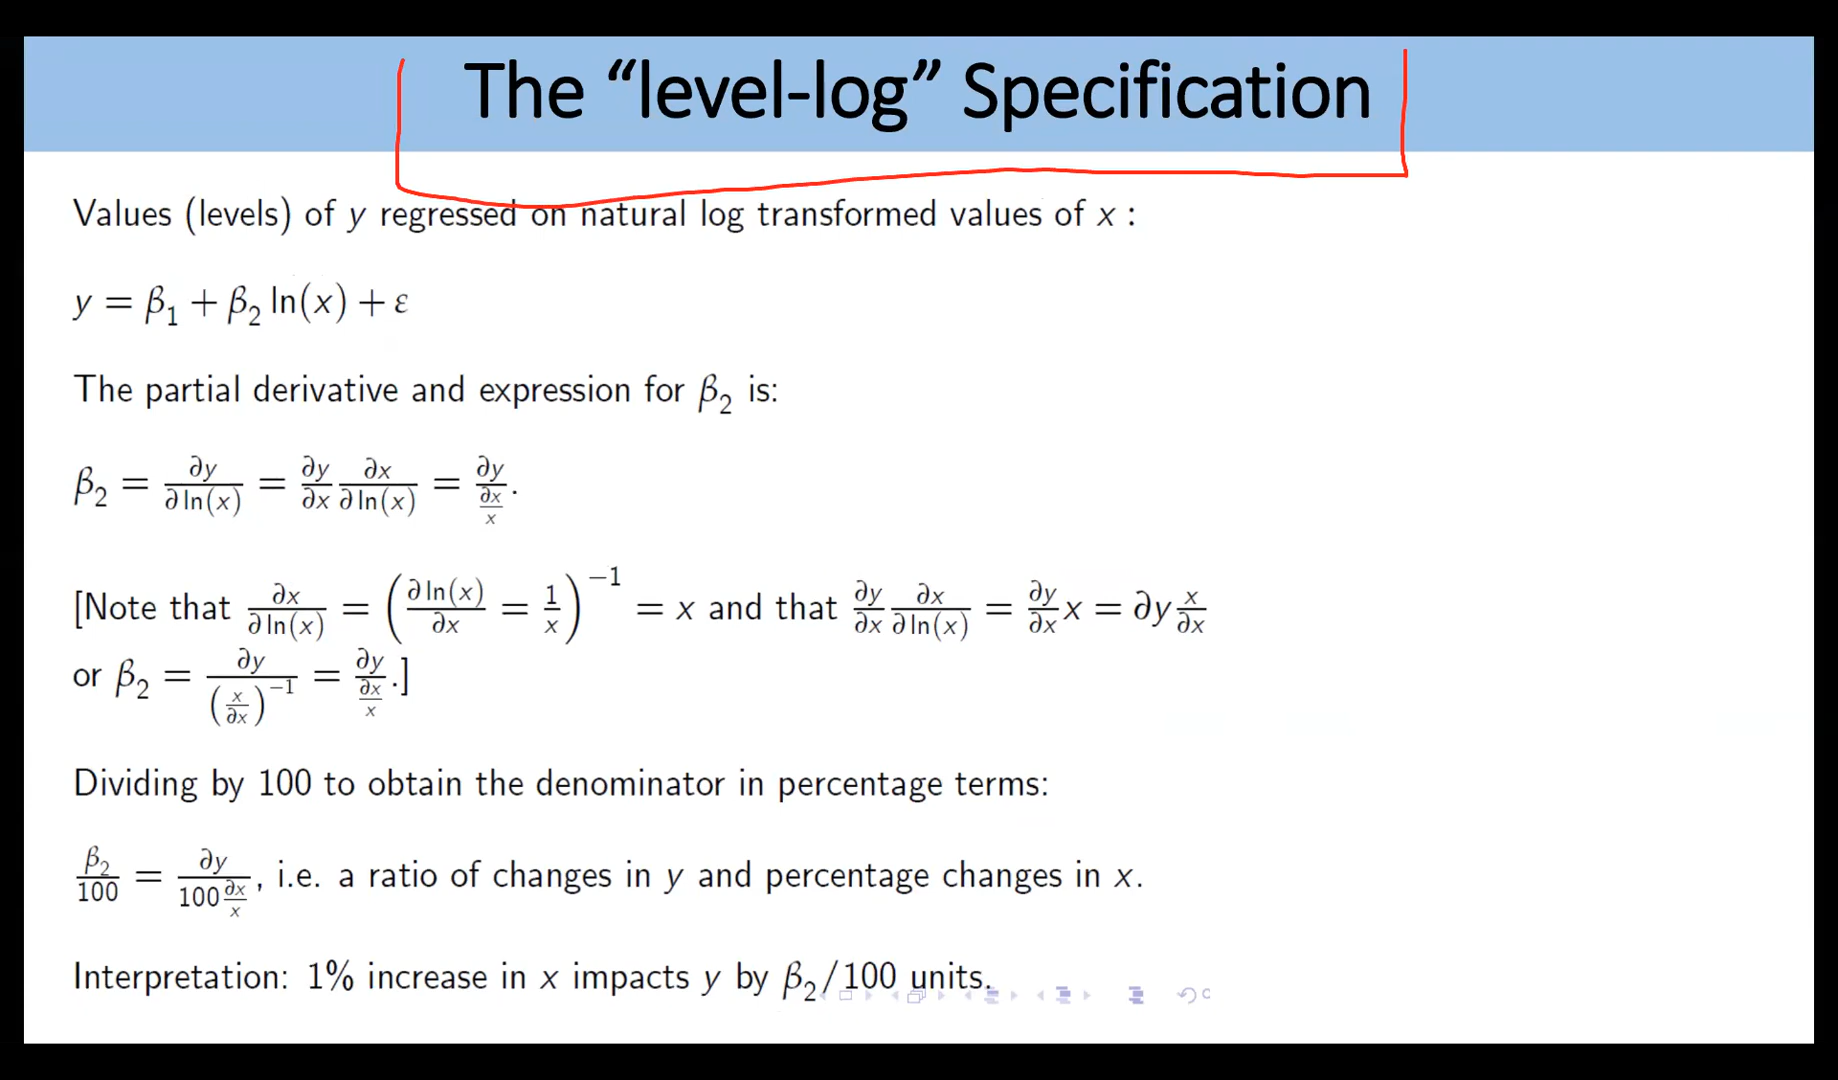 The “level-log” Specification
Values (levels) of y regressed on natural log transformed values of x :
y = β₁ + β₂ ln(x) + ε
The partial derivative and expression for β₂ is:
β₂ = ∂y/∂ ln(x) = ∂y/∂x ∂x/∂ ln(x) = ∂y/(∂x/x).
[Note that ∂x/∂ ln(x) = (∂ ln(x)/∂x = 1/x)⁻¹ = x and that ∂y/∂x ∂x/∂ ln(x) = ∂y/∂x x = ∂y x/∂x
or β₂ = ∂y/(x/∂x)⁻¹ = ∂y/(∂x/x).]
Dividing by 100 to obtain the denominator in percentage terms:
β₂/100 = ∂y/(100 ∂x/x), i.e. a ratio of changes in y and percentage changes in x.
Interpretation: 1% increase in x impacts y by β₂/100 units.